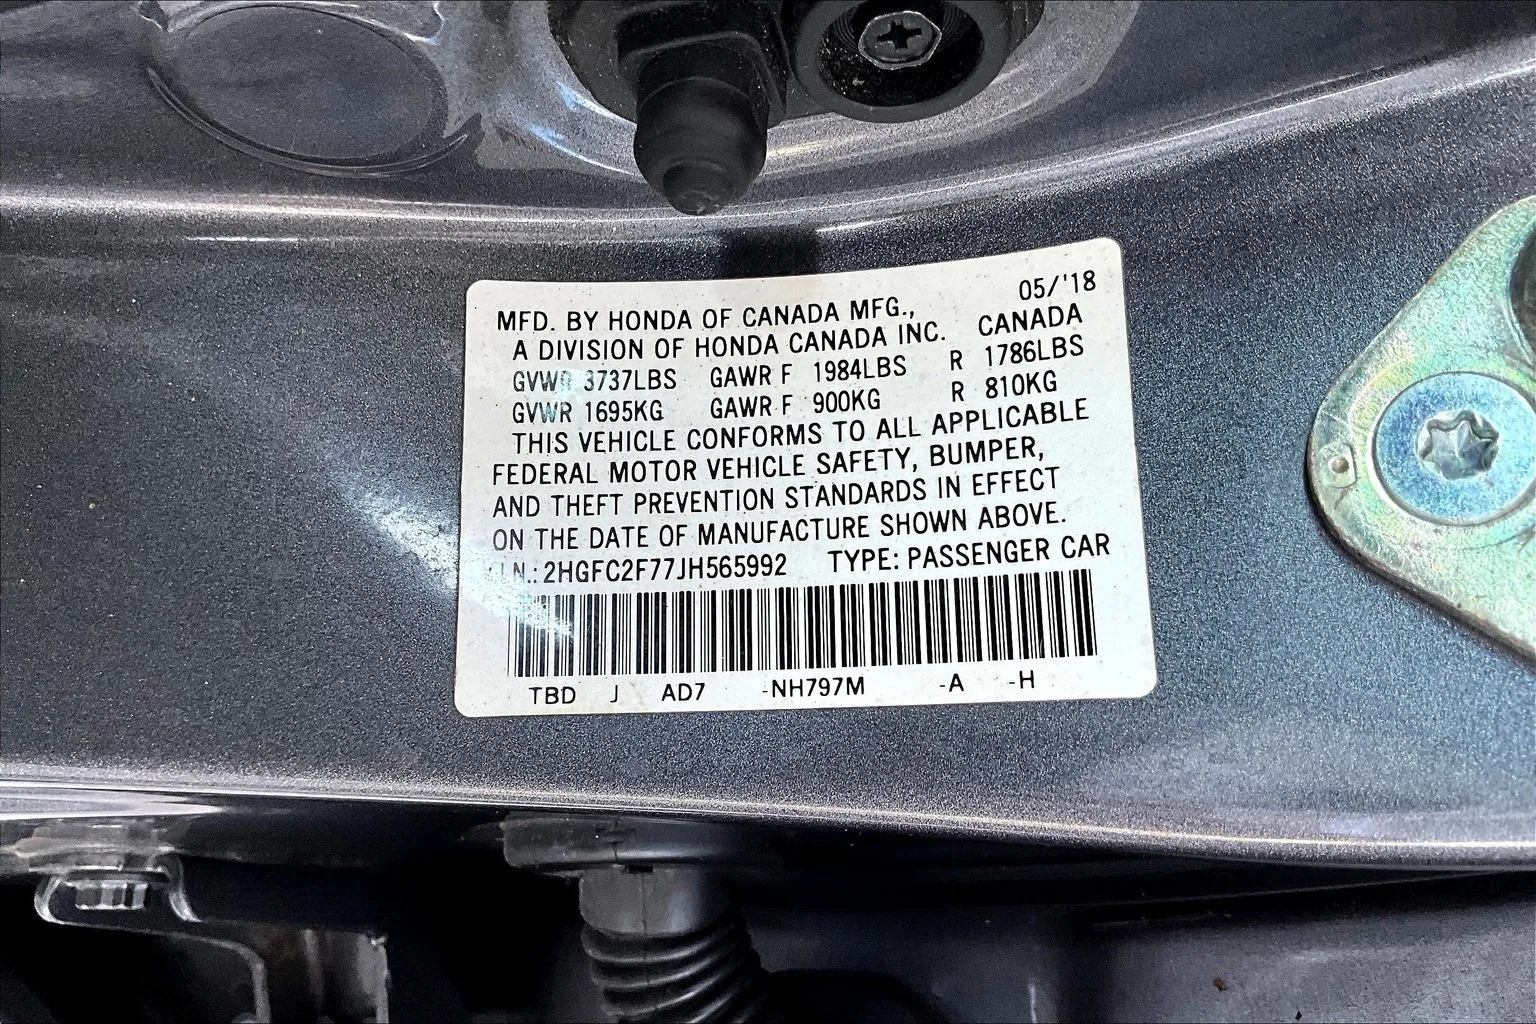 05/'18
MFD. BY HONDA OF CANADA MFG.,
A DIVISION OF HONDA CANADA INC. CANADA
GVWR 3737LBS GAWR F 1984LBS R 1786LBS
GVWR 1695KG GAWR F 900KG R 810KG
THIS VEHICLE CONFORMS TO ALL APPLICABLE
FEDERAL MOTOR VEHICLE SAFETY, BUMPER,
AND THEFT PREVENTION STANDARDS IN EFFECT
ON THE DATE OF MANUFACTURE SHOWN ABOVE.
V.I.N.: 2HGFC2F77JH565992 TYPE: PASSENGER CAR
TBD J AD7 -NH797M -A -H